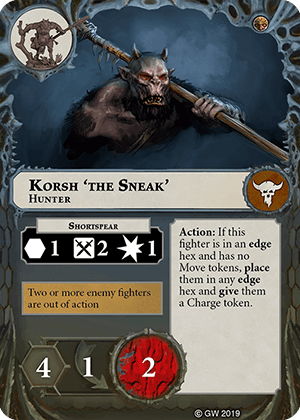 Korsh 'the Sneak'
Hunter
Shortspear
1 2 1
Two or more enemy fighters
are out of action
Action: If this
fighter is in an edge
hex and has no
Move tokens, place
them in any edge
hex and give them
a Charge token.
4 1 2
© GW 2019